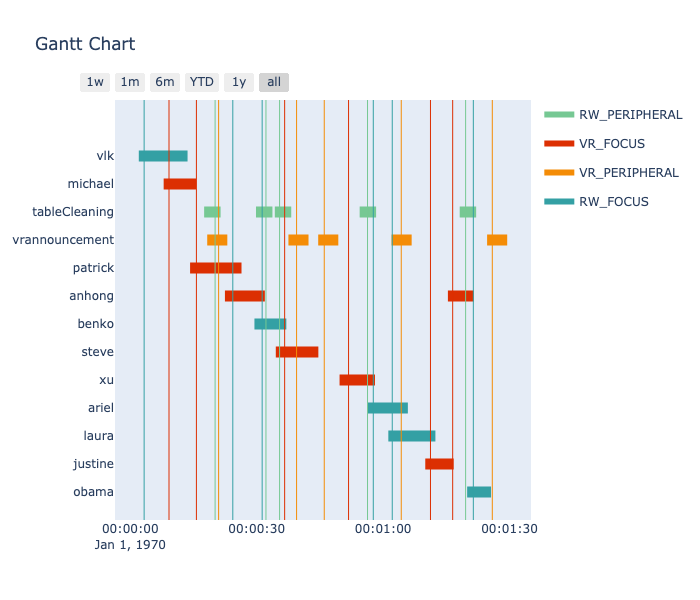 Gantt Chart
1w 1m 6m YTD 1y all
RW_PERIPHERAL
VR_FOCUS
VR_PERIPHERAL
RW_FOCUS
vlk
michael
tableCleaning
vrannouncement
patrick
anhong
benko
steve
xu
ariel
laura
justine
obama
00:00:00 00:00:30 00:01:00 00:01:30
Jan 1, 1970